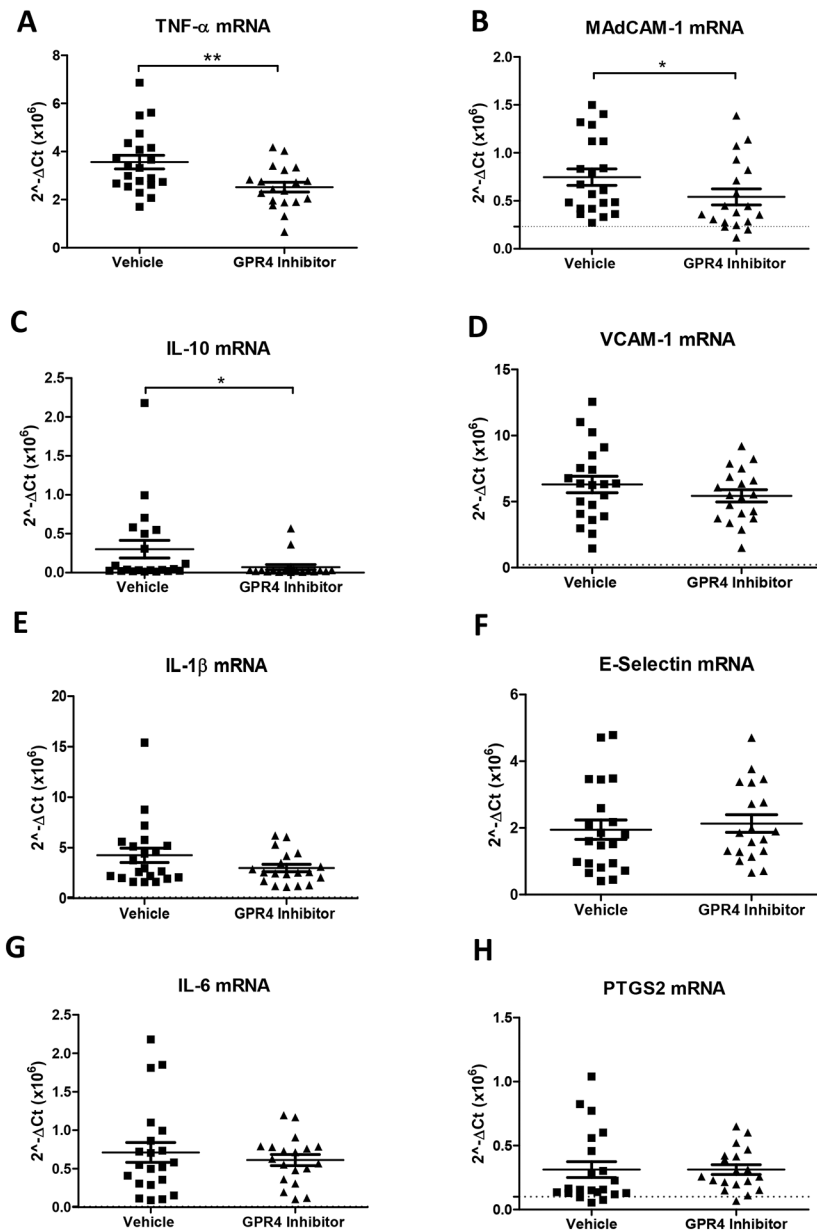 A
TNF-α mRNA
**
2^-ΔCt (x10⁶)
8
6
4
2
0
Vehicle
GPR4 Inhibitor
B
MAdCAM-1 mRNA
*
2^-ΔCt (x10⁶)
2.0
1.5
1.0
0.5
0.0
Vehicle
GPR4 Inhibitor
C
IL-10 mRNA
*
2^-ΔCt (x10⁶)
2.5
2.0
1.5
1.0
0.5
0.0
Vehicle
GPR4 Inhibitor
D
VCAM-1 mRNA
2^-ΔCt (x10⁶)
15
10
5
0
Vehicle
GPR4 Inhibitor
E
IL-1β mRNA
2^-ΔCt (x10⁶)
20
15
10
5
0
Vehicle
GPR4 Inhibitor
F
E-Selectin mRNA
2^-ΔCt (x10⁶)
6
4
2
0
Vehicle
GPR4 Inhibitor
G
IL-6 mRNA
2^-ΔCt (x10⁶)
2.5
2.0
1.5
1.0
0.5
0.0
Vehicle
GPR4 Inhibitor
H
PTGS2 mRNA
2^-ΔCt (x10⁶)
1.5
1.0
0.5
0.0
Vehicle
GPR4 Inhibitor